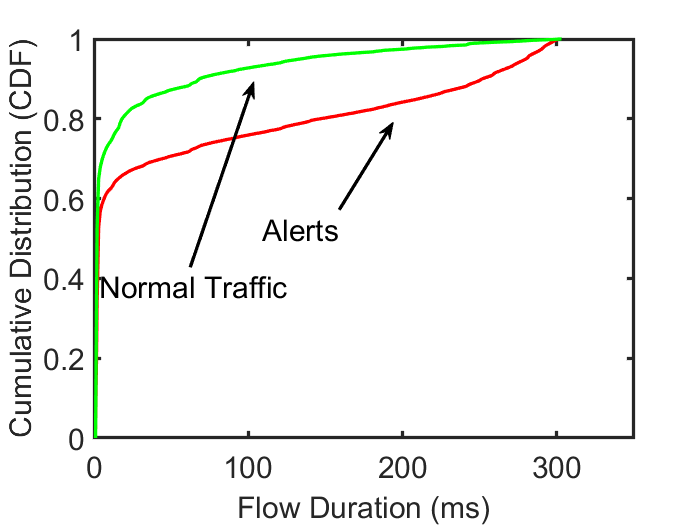 Cumulative Distribution (CDF)
1
0.8
0.6
0.4
0.2
0
Alerts
Normal Traffic
0 100 200 300
Flow Duration (ms)